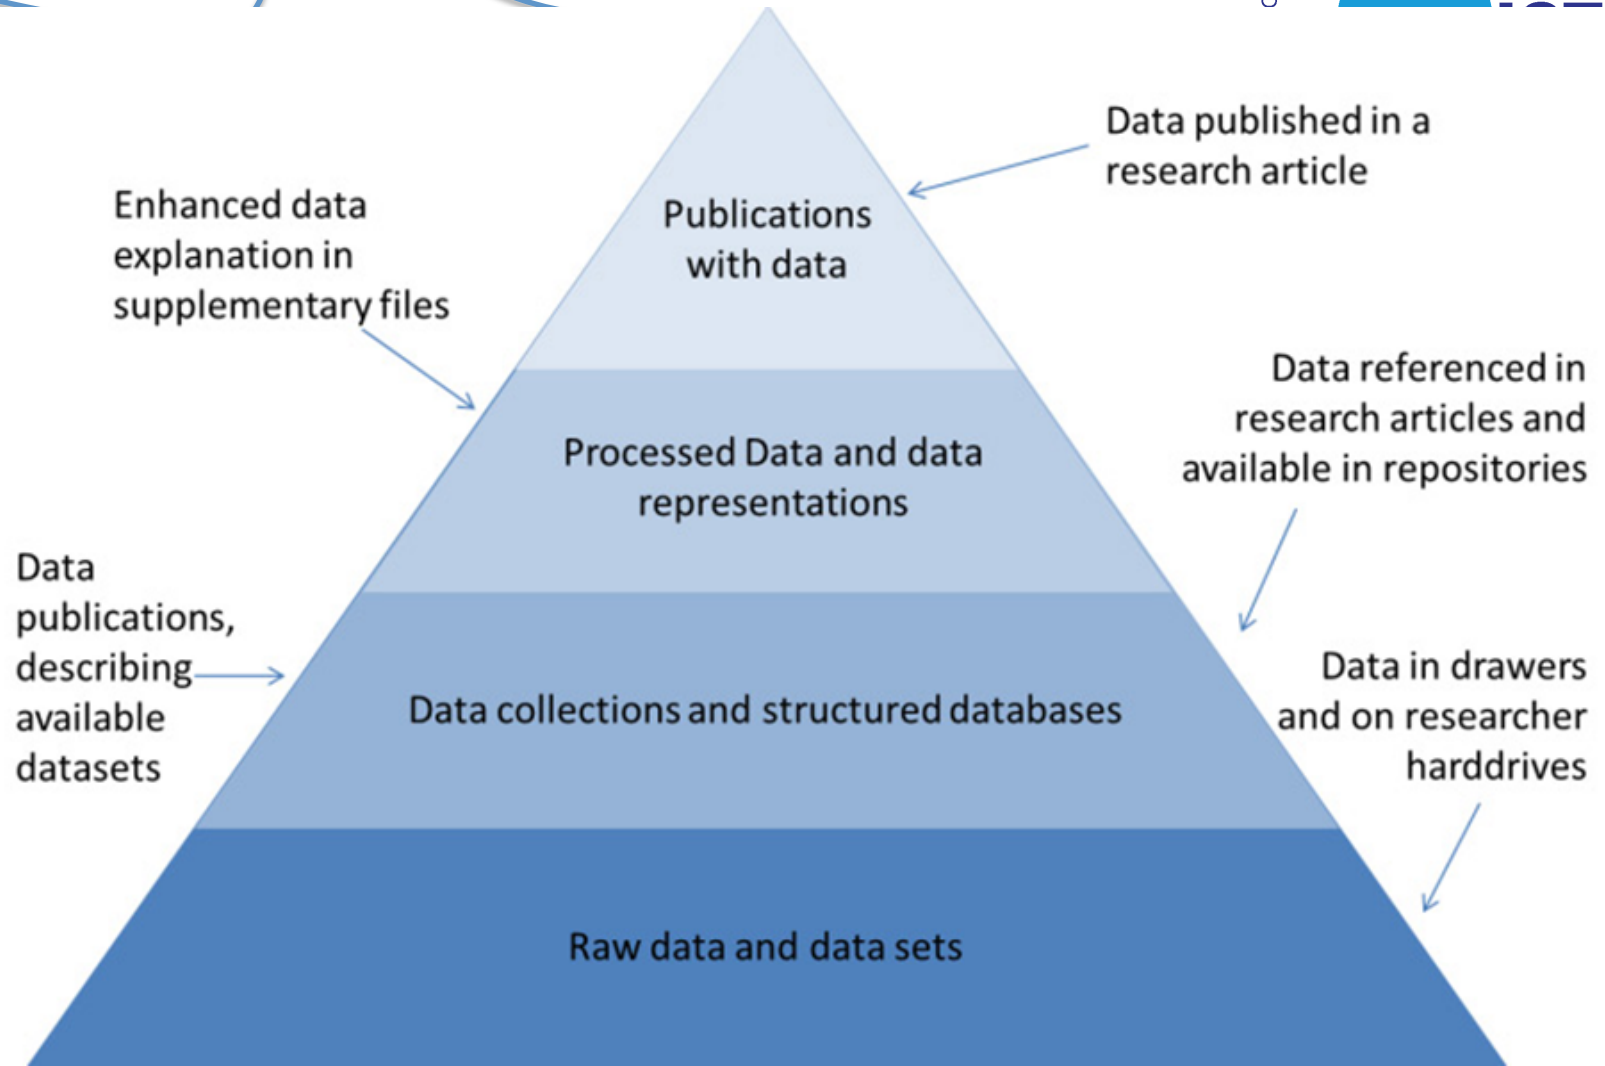 Data published in a
research article
Enhanced data
explanation in
supplementary files
Publications
with data
Data referenced in
research articles and
available in repositories
Processed Data and data
representations
Data
publications,
describing
available
datasets
Data in drawers
and on researcher
harddrives
Data collections and structured databases
Raw data and data sets